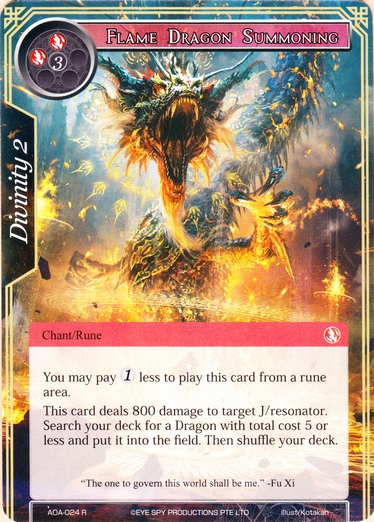 Flame Dragon Summoning
3
Divinity 2
Chant/Rune
You may pay 1 less to play this card from a rune
area.
This card deals 800 damage to target J/resonator.
Search your deck for a Dragon with total cost 5 or
less and put it into the field. Then shuffle your deck.
"The one to govern this world shall be me." -Fu Xi
AOA-024 R
©EYE SPY PRODUCTIONS PTE LTD
Illust/Kotakan